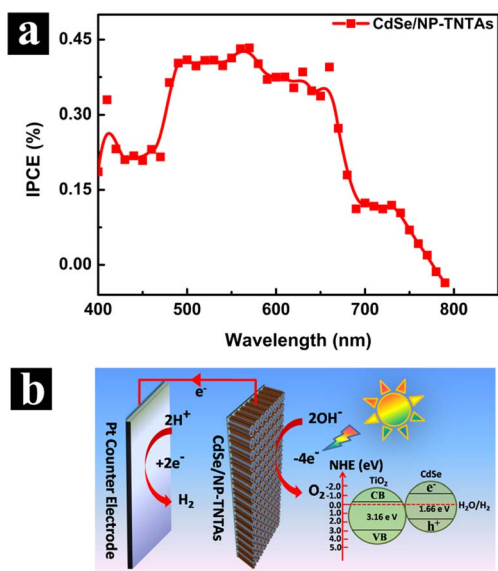 a
CdSe/NP-TNTAs
0.45
0.30
0.15
0.00
IPCE (%)
400 500 600 700 800
Wavelength (nm)
b
e-
Pt Counter Electrode
2H+
+2e-
H2
CdSe/NP-TNTAs
2OH-
-4e-
O2
NHE (eV)
-2.0
-1.0
0.0
1.0
2.0
3.0
4.0
5.0
TiO2
CB
3.16 e V
VB
CdSe
e-
1.66 e V
h+
H2O/H2